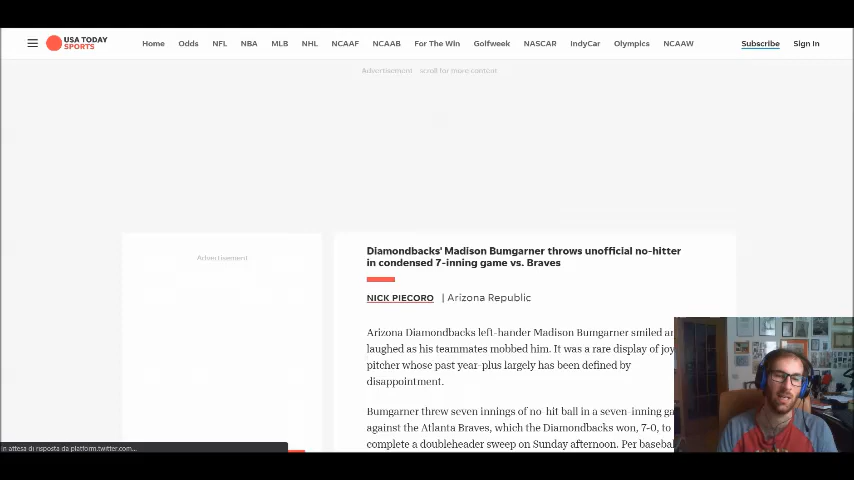 USA TODAY
SPORTS
Home Odds NFL NBA MLB NHL NCAAF NCAAB For The Win Golfweek NASCAR IndyCar Olympics NCAAW Subscribe Sign In
Advertisement - scroll for more content
Advertisement
Diamondbacks' Madison Bumgarner throws unofficial no-hitter
in condensed 7-inning game vs. Braves
NICK PIECORO | Arizona Republic
Arizona Diamondbacks left-hander Madison Bumgarner smiled
laughed as his teammates mobbed him. It was a rare display of joy
pitcher whose past year-plus largely has been defined by
disappointment.
Bumgarner threw seven innings of no-hit ball in a seven-inning
against the Atlanta Braves, which the Diamondbacks won, 7-0, to
complete a doubleheader sweep on Sunday afternoon. Per
in attesa di risposta da platform.twitter.com...